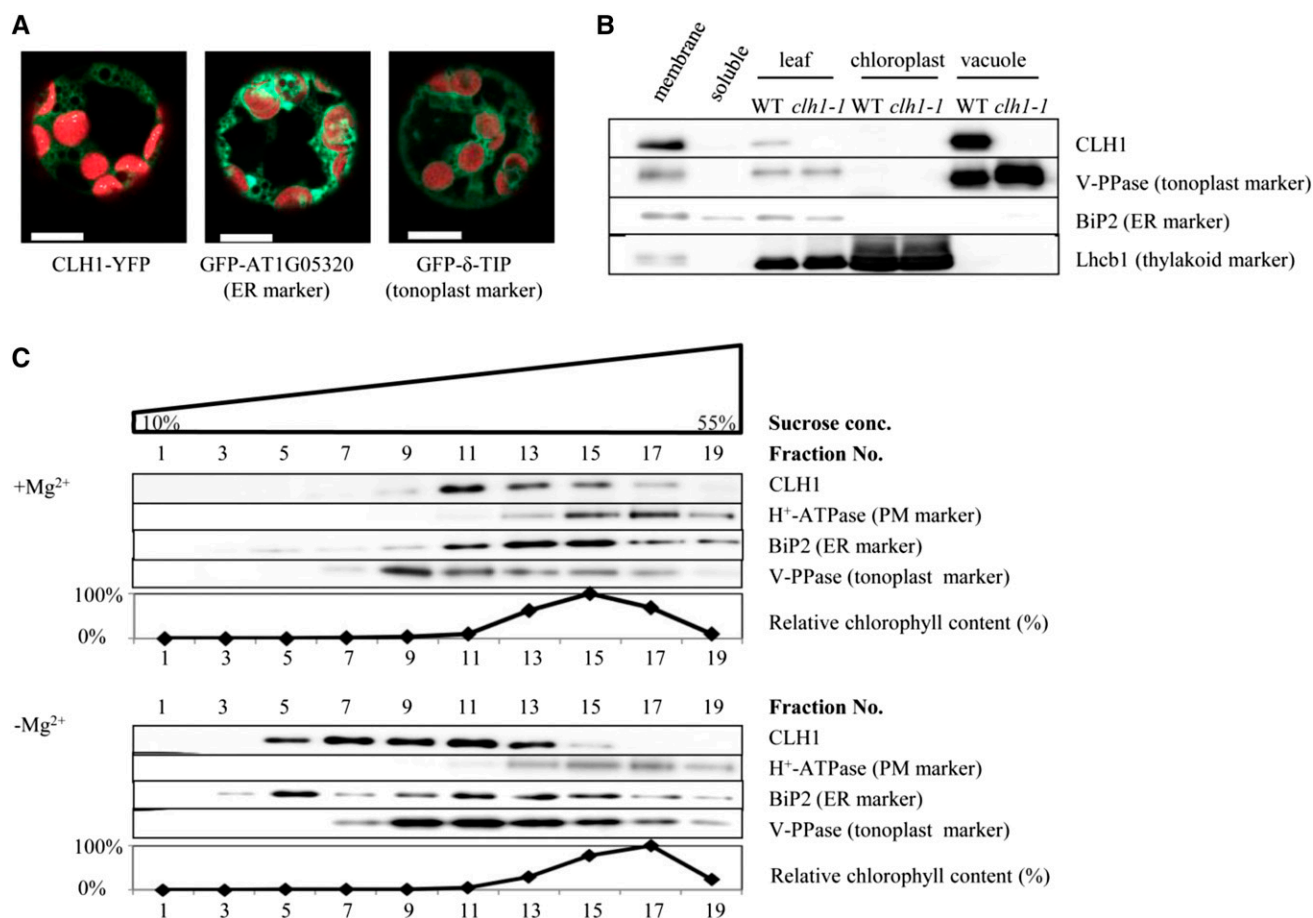 A
CLH1-YFP
GFP-AT1G05320
(ER marker)
GFP-δ-TIP
(tonoplast marker)
B
membrane
soluble
leaf
chloroplast
vacuole
WT clh1-1 WT clh1-1 WT clh1-1
CLH1
V-PPase (tonoplast marker)
BiP2 (ER marker)
Lhcb1 (thylakoid marker)
C
10% 55% Sucrose conc.
1 3 5 7 9 11 13 15 17 19 Fraction No.
+Mg²⁺
CLH1
H⁺-ATPase (PM marker)
BiP2 (ER marker)
V-PPase (tonoplast marker)
100%
0%
Relative chlorophyll content (%)
1 3 5 7 9 11 13 15 17 19
1 3 5 7 9 11 13 15 17 19 Fraction No.
-Mg²⁺
CLH1
H⁺-ATPase (PM marker)
BiP2 (ER marker)
V-PPase (tonoplast marker)
100%
0%
Relative chlorophyll content (%)
1 3 5 7 9 11 13 15 17 19